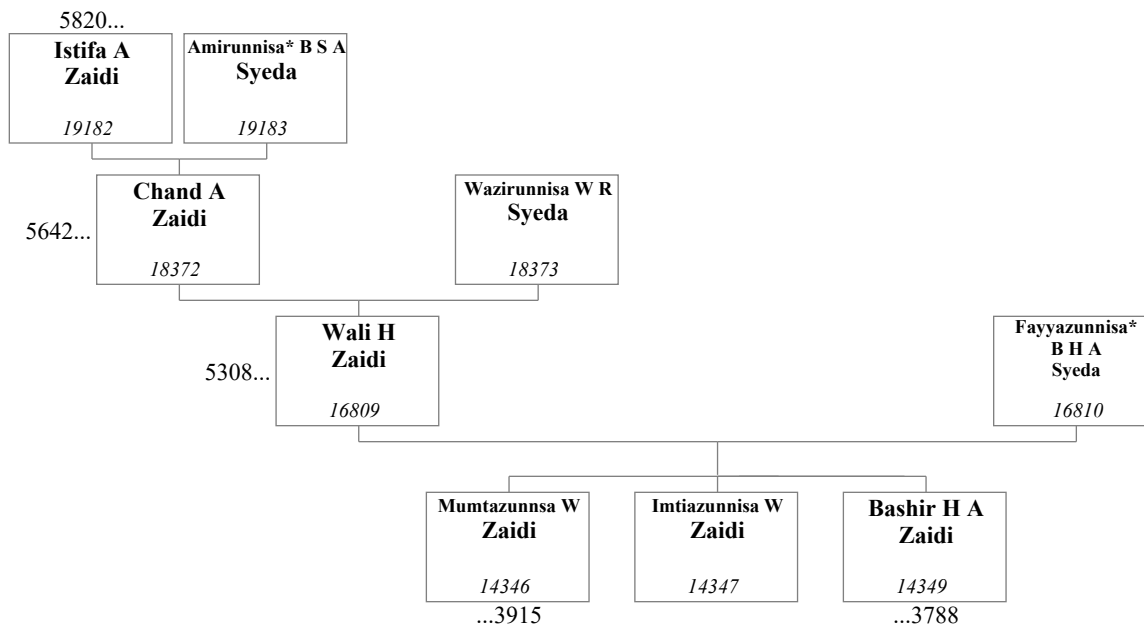 5820...
Istifa A
Zaidi
19182
Amirunnisa* B S A
Syeda
19183
Chand A
Zaidi
18372
5642...
Wazirunnisa W R
Syeda
18373
Wali H
Zaidi
16809
5308...
Fayyazunnisa*
B H A
Syeda
16810
Mumtazunnsa W
Zaidi
14346
...3915
Imtiazunnisa W
Zaidi
14347
Bashir H A
Zaidi
14349
...3788